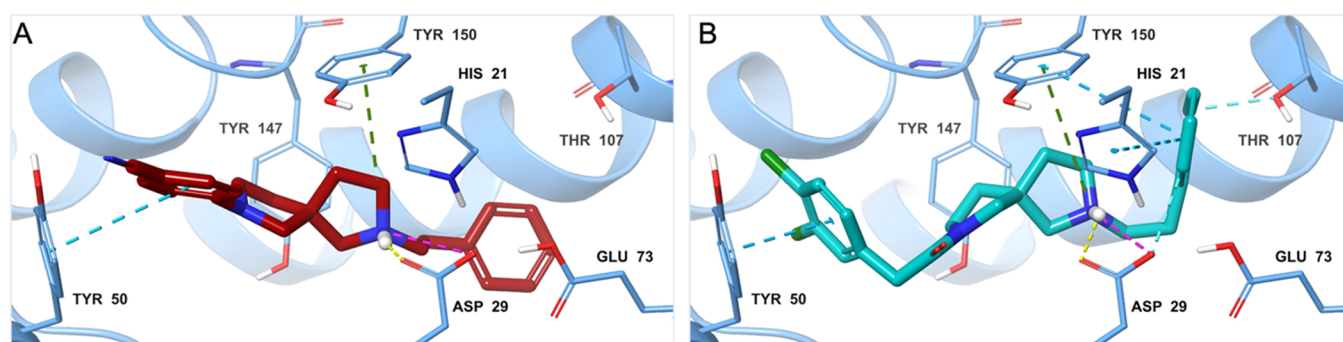 A
TYR 150
HIS 21
TYR 147
THR 107
GLU 73
TYR 50
ASP 29
B
TYR 150
HIS 21
TYR 147
THR 107
GLU 73
TYR 50
ASP 29